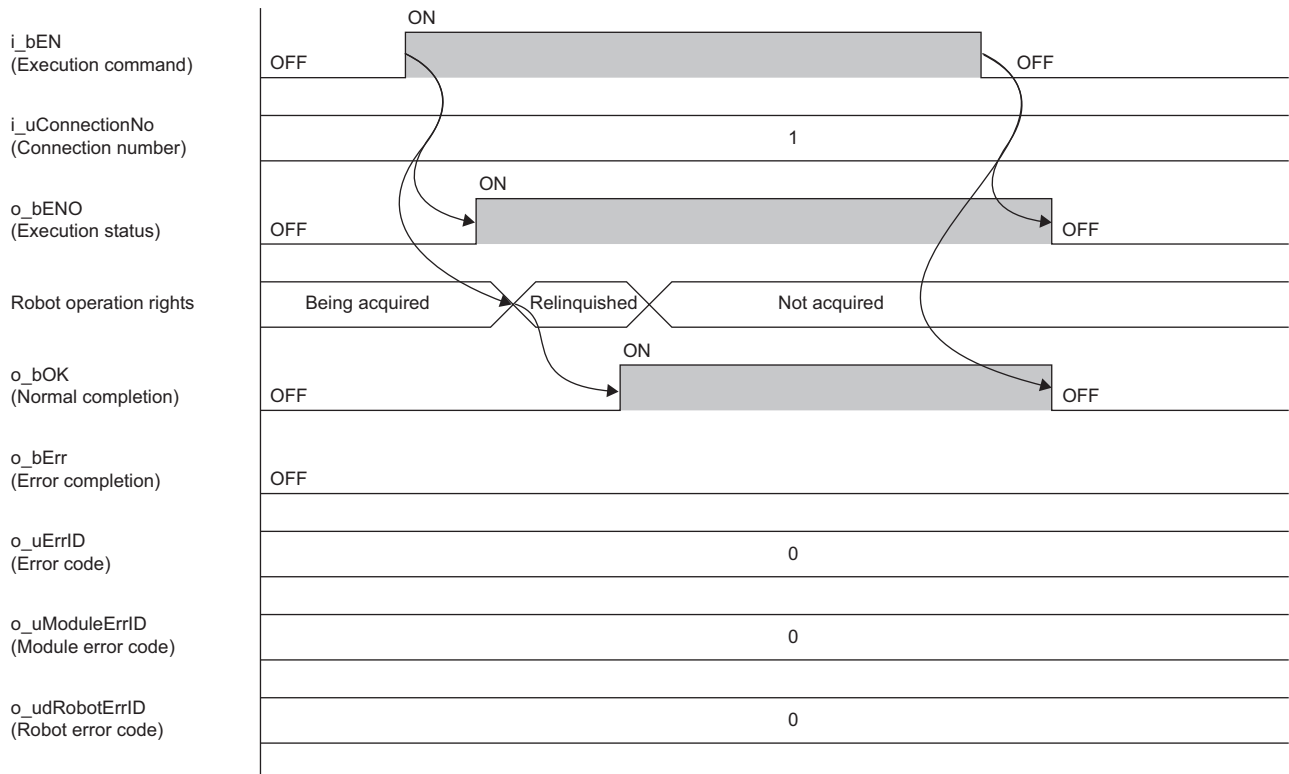 ON
i_bEN
(Execution command)
OFF
OFF
i_uConnectionNo
(Connection number)
1
ON
o_bENO
(Execution status)
OFF
OFF
Robot operation rights
Being acquired
Relinquished
Not acquired
ON
o_bOK
(Normal completion)
OFF
OFF
o_bErr
(Error completion)
OFF
o_uErrID
(Error code)
0
o_uModuleErrID
(Module error code)
0
o_udRobotErrID
(Robot error code)
0